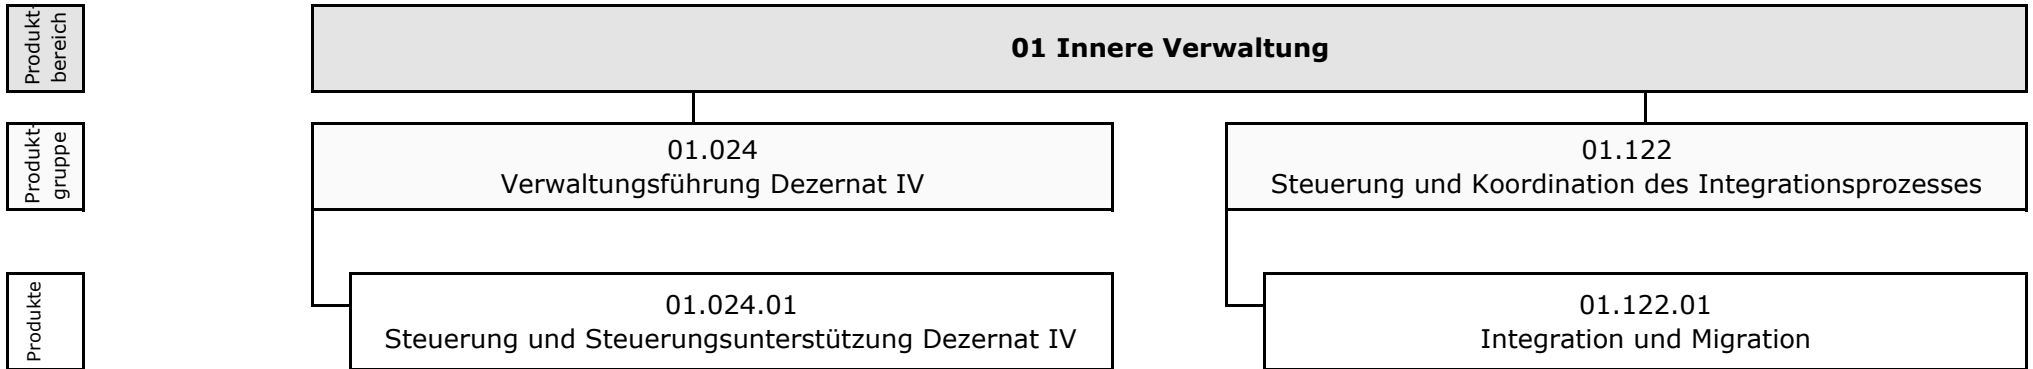 Produkt-
bereich
01 Innere Verwaltung
Produkt-
gruppe
01.024
Verwaltungsführung Dezernat IV
01.122
Steuerung und Koordination des Integrationsprozesses
Produkte
01.024.01
Steuerung und Steuerungsunterstützung Dezernat IV
01.122.01
Integration und Migration